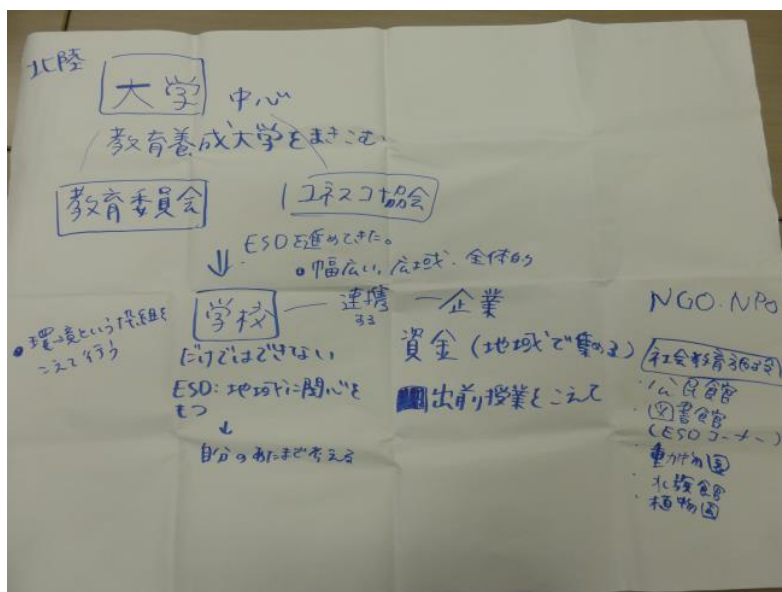 北陸
大学 中心
教育養成大学をまきこむ
教育委員会
ユネスコ協会
ESDを進めてきた。
・幅広い、広域、全体的
学校 — 連携する — 企業
だけではできない
ESD:地域に関心を
もつ
↓
自分のあたまで考える
・環境という枠組を
こえて行う
資金(地域で集める)
出前授業をこえて
NGO.NPO
社会教育施設
・公民館
・図書館
(ESDコーナー)
・動物園
・水族館
・植物園